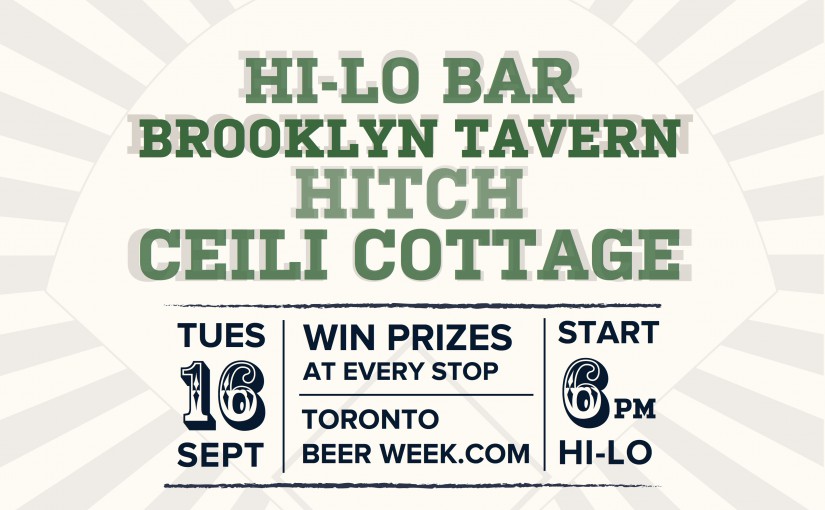 HI-LO BAR
BROOKLYN TAVERN
HITCH
CEILI COTTAGE
TUES
16
SEPT
WIN PRIZES
AT EVERY STOP
TORONTO
BEER WEEK.COM
START
6PM
HI-LO